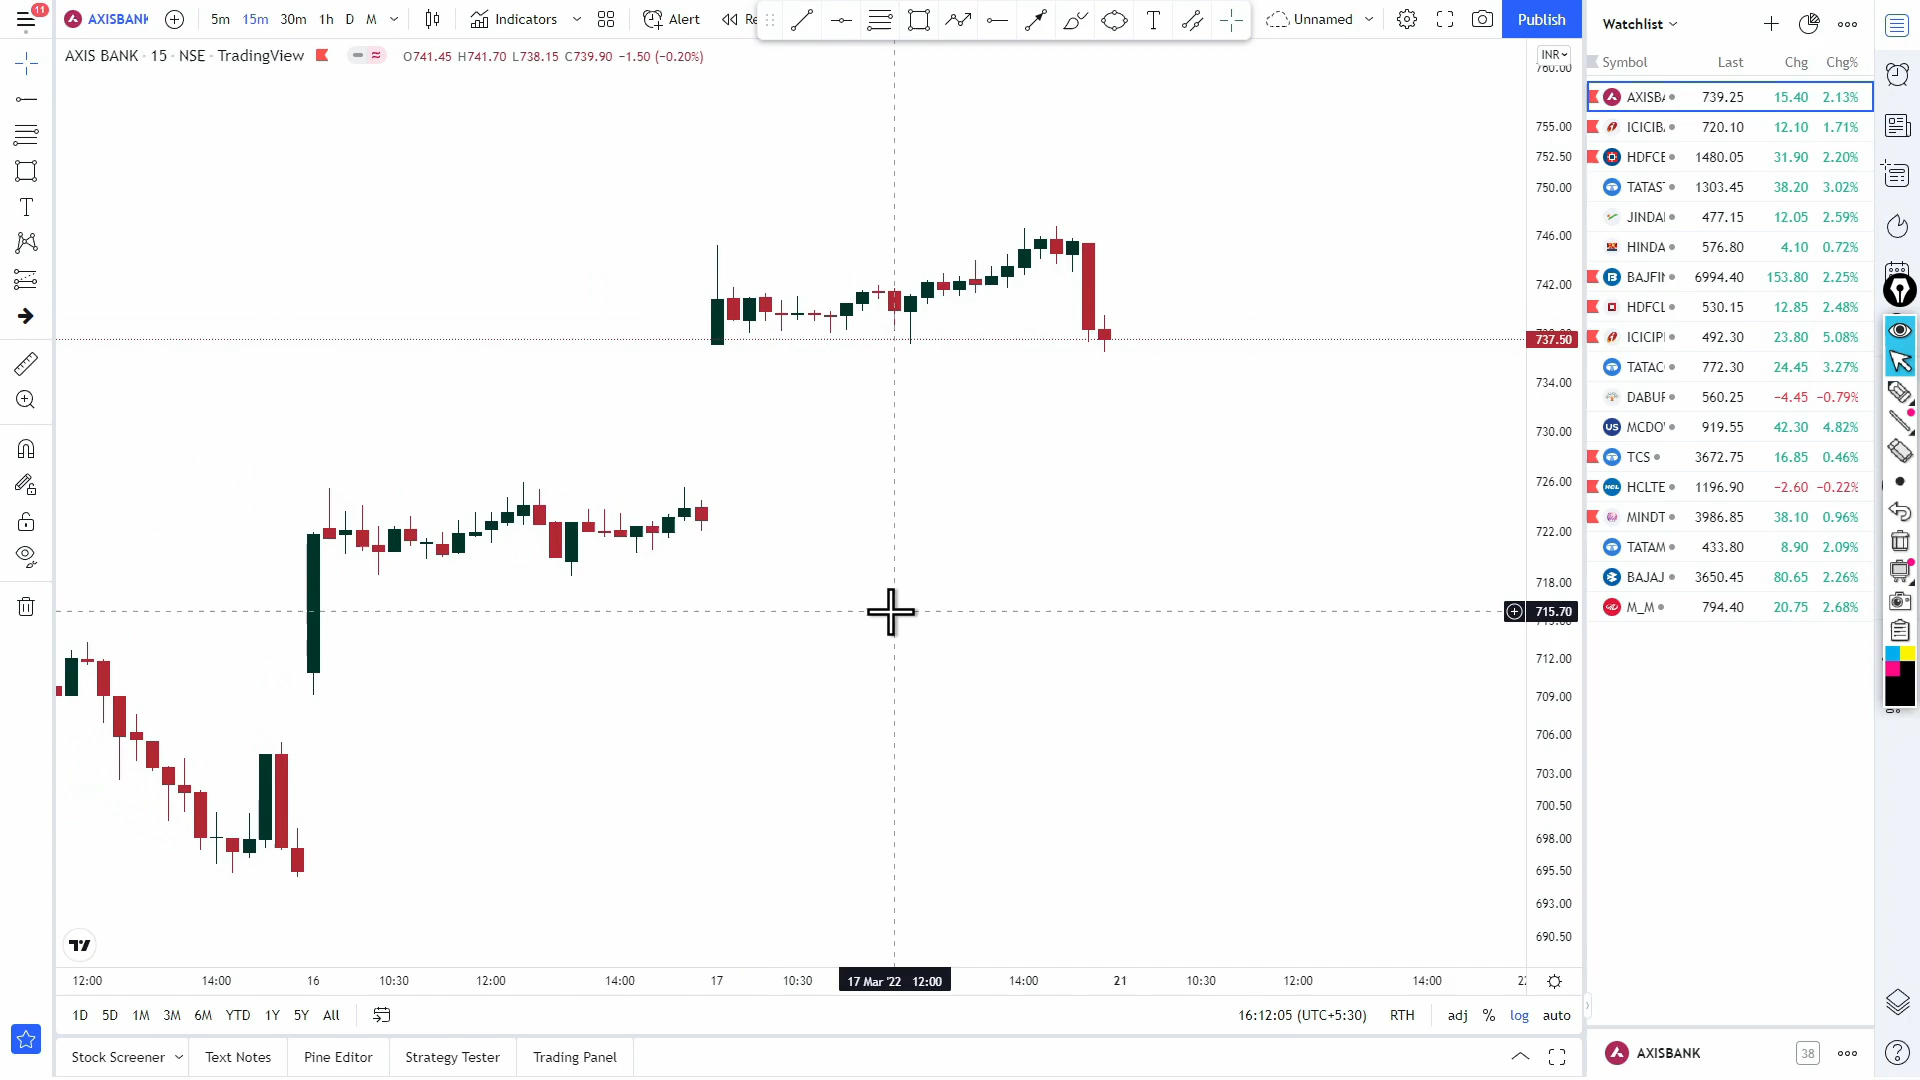 11
AXISBANK
5m 15m 30m 1h D M
Indicators
Alert
Re
Unnamed
Publish
AXIS BANK · 15 · NSE · TradingView
O741.45 H741.70 L738.15 C739.90 −1.50 (−0.20%)
INR
760.00
755.00
752.50
750.00
746.00
742.00
737.50
734.00
730.00
726.00
722.00
718.00
715.70
712.00
709.00
706.00
703.00
700.50
698.00
695.50
693.00
690.50
12:00 14:00 16 10:30 12:00 14:00 17 10:30 17 Mar '22 12:00 14:00 21 10:30 12:00 14:00
1D 5D 1M 3M 6M YTD 1Y 5Y All
16:12:05 (UTC+5:30) RTH adj % log auto
Stock Screener Text Notes Pine Editor Strategy Tester Trading Panel
Watchlist
Symbol Last Chg Chg%
AXISBA 739.25 15.40 2.13%
ICICIB 720.10 12.10 1.71%
HDFCB 1480.05 31.90 2.20%
TATAS 1303.45 38.20 3.02%
JINDA 477.15 12.05 2.59%
HINDA 576.80 4.10 0.72%
BAJFIN 6994.40 153.80 2.25%
HDFCL 530.15 12.85 2.48%
ICICIP 492.30 23.80 5.08%
TATAC 772.30 24.45 3.27%
DABUR 560.25 −4.45 −0.79%
US MCDO 919.55 42.30 4.82%
TCS 3672.75 16.85 0.46%
HCL HCLTE 1196.90 −2.60 −0.22%
MINDT 3986.85 38.10 0.96%
TATAM 433.80 8.90 2.09%
BAJAJ 3650.45 80.65 2.26%
M_M 794.40 20.75 2.68%
AXISBANK 38